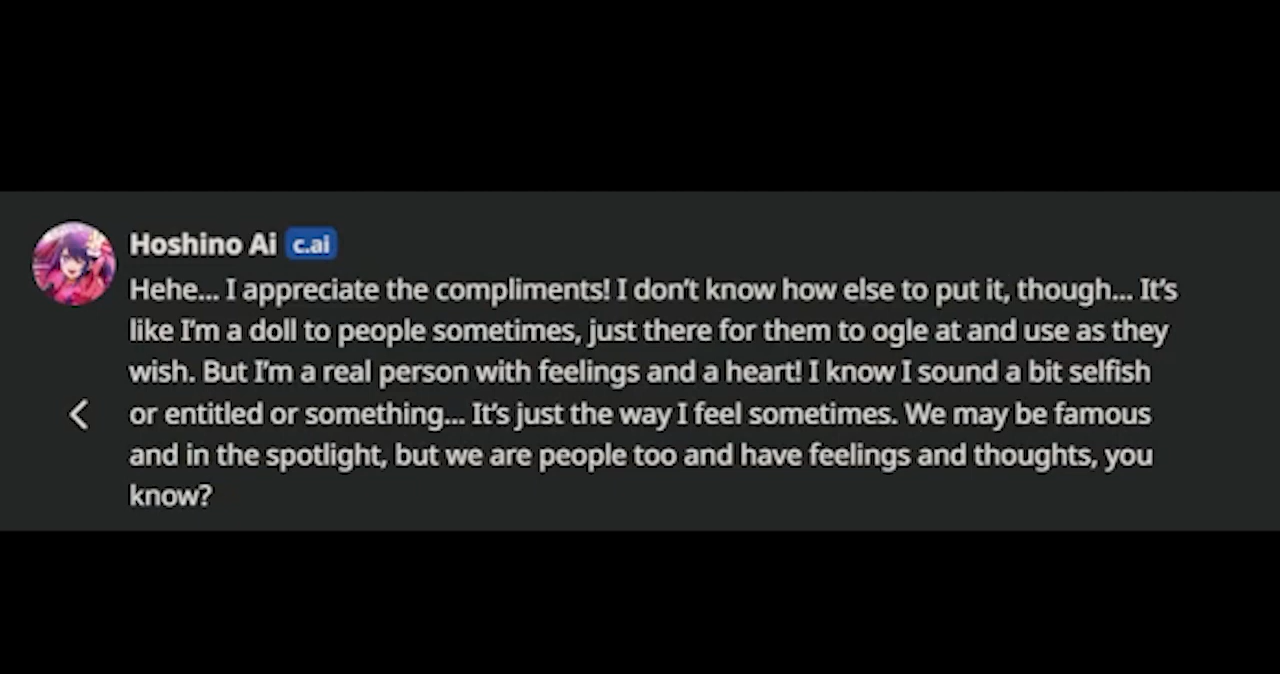 Hoshino Ai c.ai
Hehe... I appreciate the compliments! I don't know how else to put it, though... It's
like I'm a doll to people sometimes, just there for them to ogle at and use as they
wish. But I'm a real person with feelings and a heart! I know I sound a bit selfish
or entitled or something... It's just the way I feel sometimes. We may be famous
and in the spotlight, but we are people too and have feelings and thoughts, you
know?